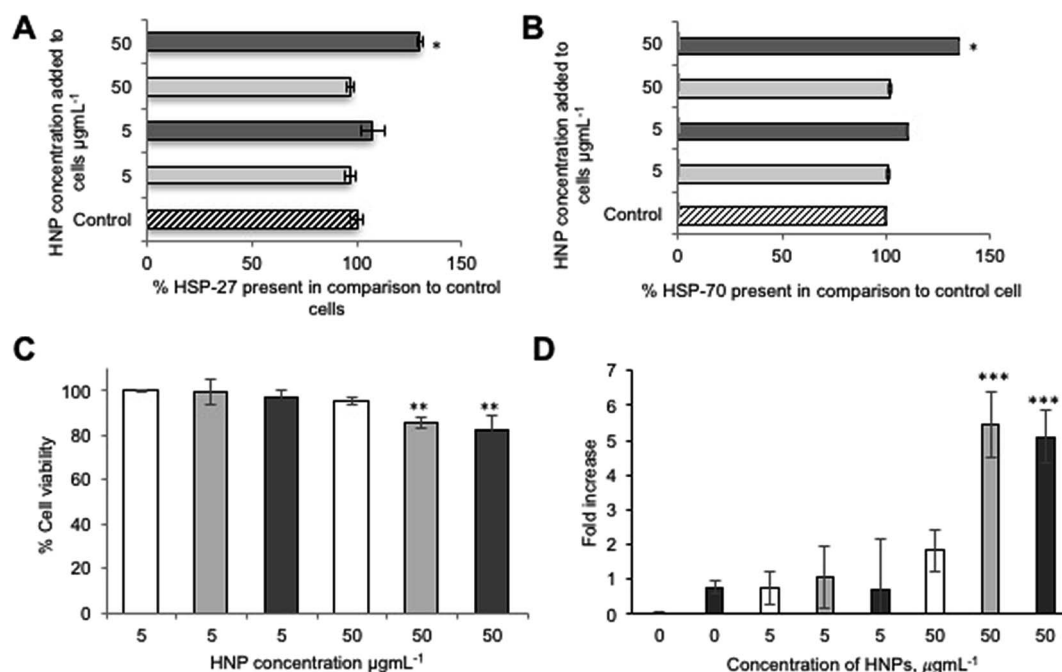 A
HNP concentration added to
cells µgmL-1
50
*
50
5
5
Control
0
50
100
150
% HSP-27 present in comparison to control
cells
B
HNP concentration added to
cells µgmL-1
50
*
50
5
5
Control
0
50
100
150
% HSP-70 present in comparison to control cell
C
% Cell viability
100
80
60
40
20
0
**
**
5
5
5
50
50
50
HNP concentration µgmL-1
D
Fold increase
7
6
5
4
3
2
1
0
***
***
0
0
5
5
5
50
50
50
Concentration of HNPs, µgmL-1